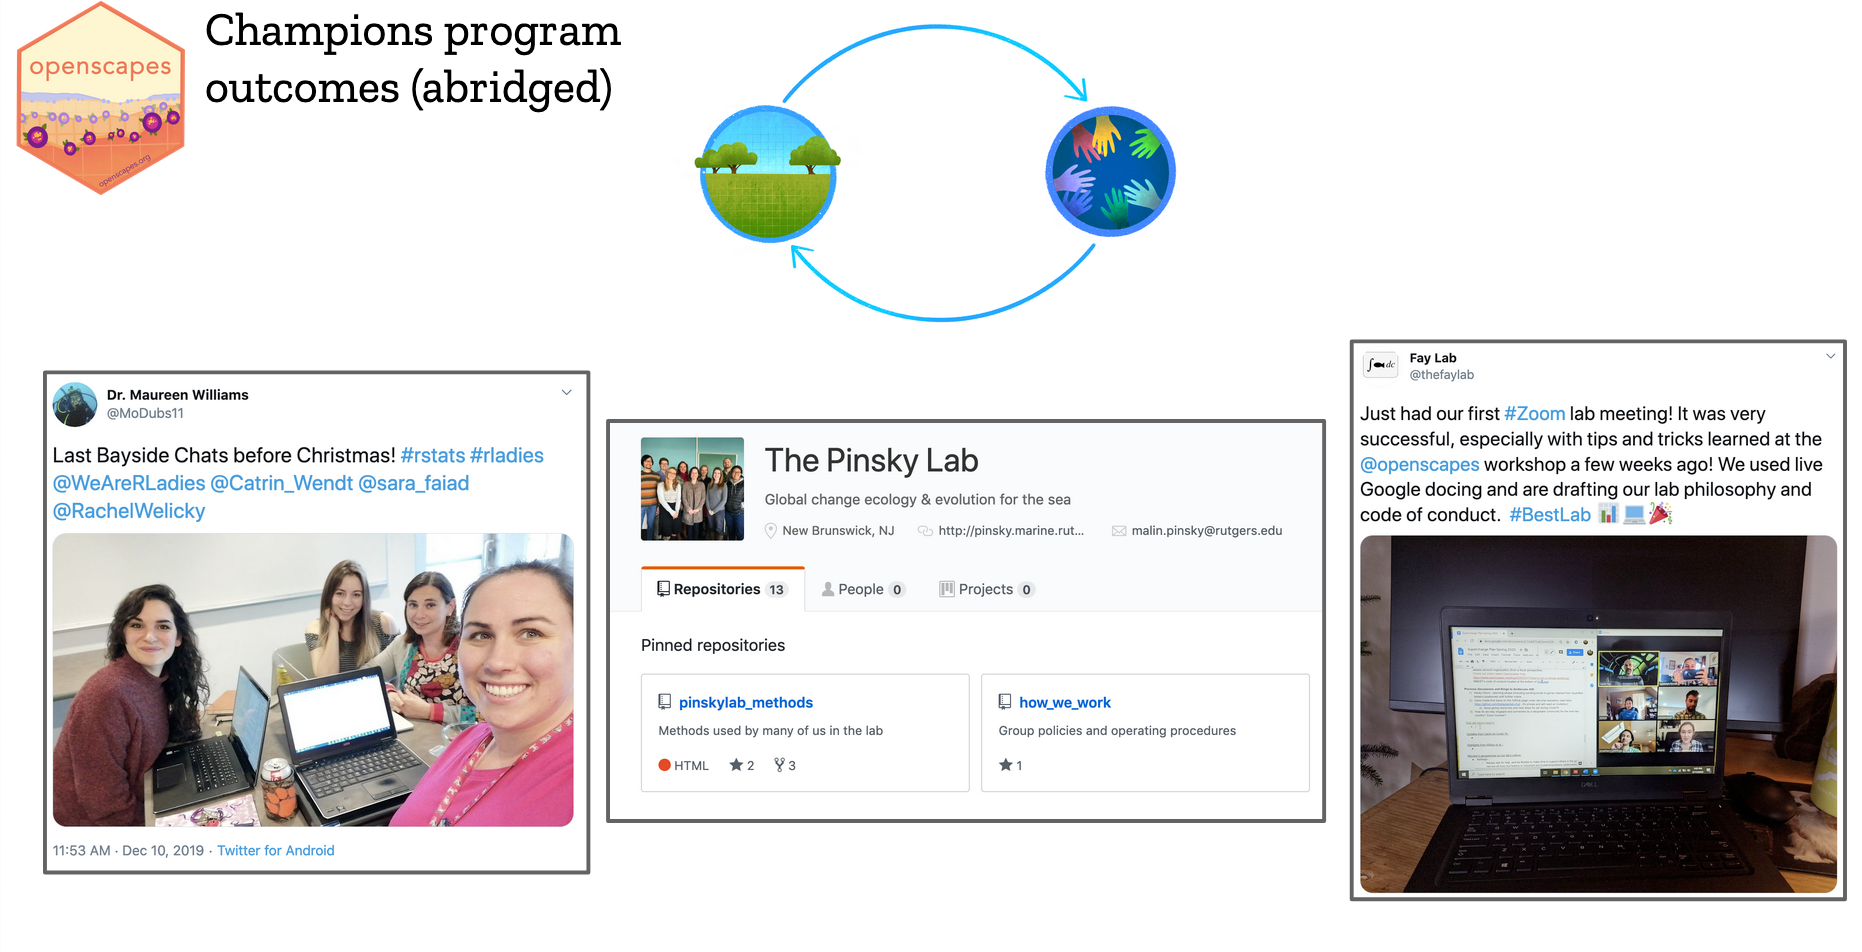 openscapes
openscapes.org
Champions program
outcomes (abridged)
Dr. Maureen Williams
@MoDubs11
Last Bayside Chats before Christmas! #rstats #rladies
@WeAreRLadies @Catrin_Wendt @sara_faiad
@RachelWelicky
11:53 AM · Dec 10, 2019 · Twitter for Android
The Pinsky Lab
Global change ecology & evolution for the sea
New Brunswick, NJ http://pinsky.marine.rut... malin.pinsky@rutgers.edu
Repositories 13 People 0 Projects 0
Pinned repositories
pinskylab_methods
Methods used by many of us in the lab
HTML 2 3
how_we_work
Group policies and operating procedures
1
Fay Lab
@thefaylab
Just had our first #Zoom lab meeting! It was very
successful, especially with tips and tricks learned at the
@openscapes workshop a few weeks ago! We used live
Google docing and are drafting our lab philosophy and
code of conduct. #BestLab
DELL